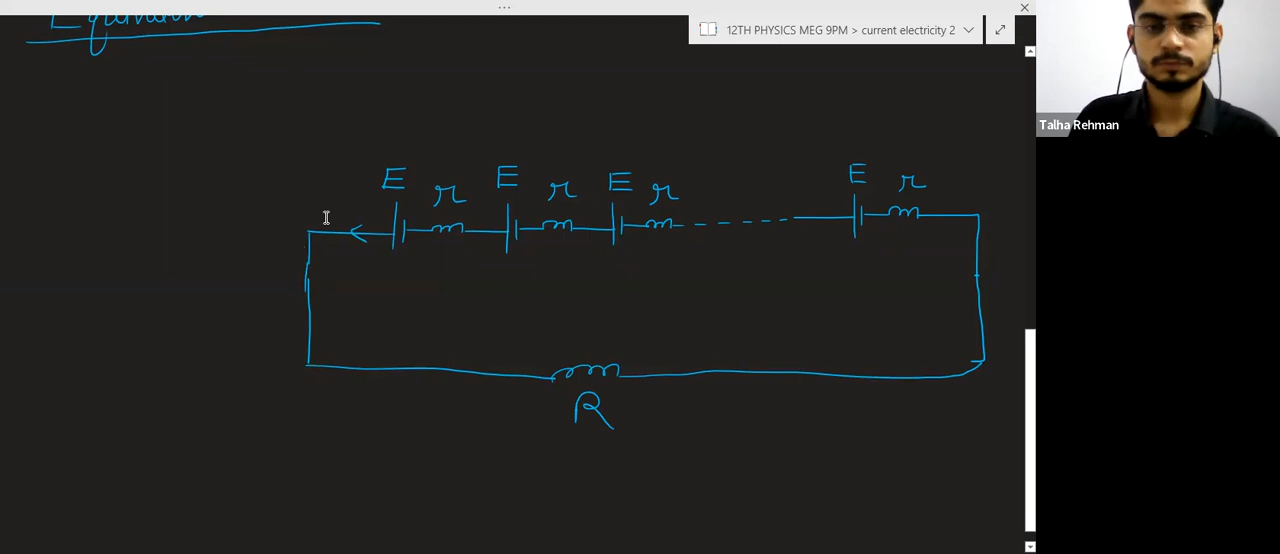 12TH PHYSICS MEG 9PM > current electricity 2
Talha Rehman
E r E r E r E r
R